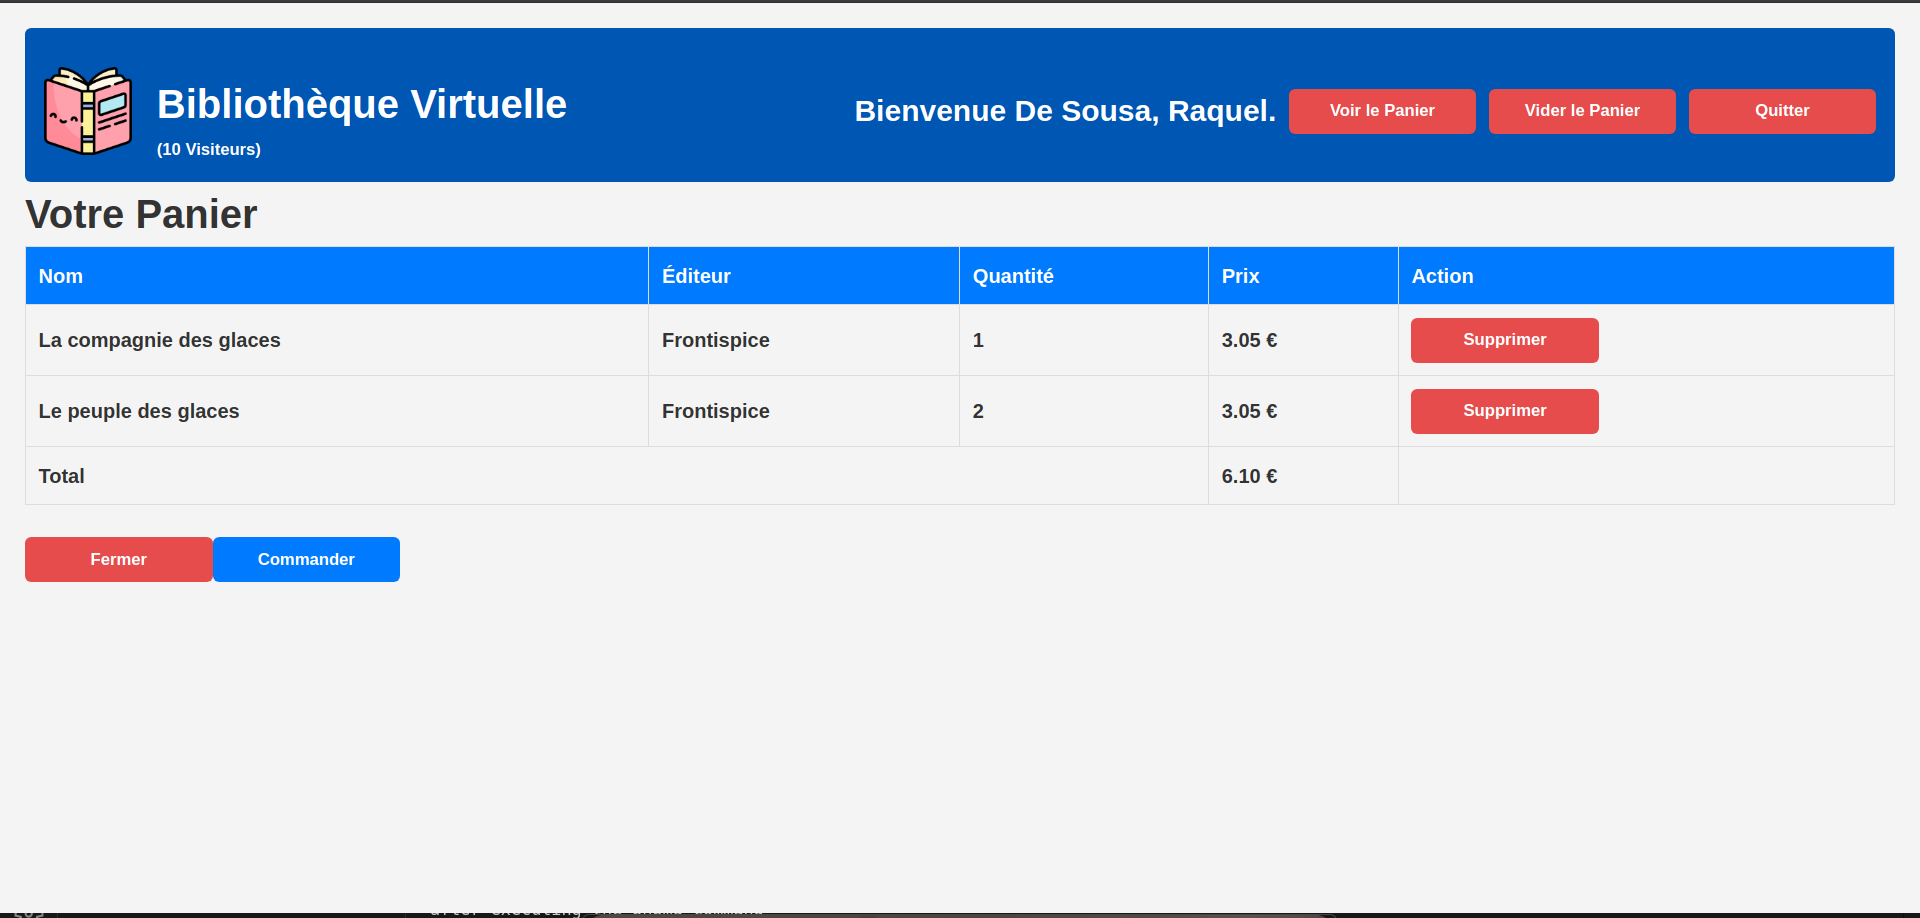 Bibliothèque Virtuelle
(10 Visiteurs)
Bienvenue De Sousa, Raquel.
Voir le Panier
Vider le Panier
Quitter
Votre Panier
Nom Éditeur Quantité Prix Action
La compagnie des glaces Frontispice 1 3.05 € Supprimer
Le peuple des glaces Frontispice 2 3.05 € Supprimer
Total 6.10 €
Fermer Commander